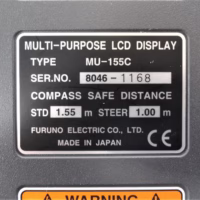 MULTI-PURPOSE LCD DISPLAY
TYPE MU-155C
SER.NO. 8046-1168
COMPASS SAFE DISTANCE
STD 1.55 m STEER 1.00 m
FURUNO ELECTRIC CO., LTD.
MADE IN JAPAN
CE
WARNING